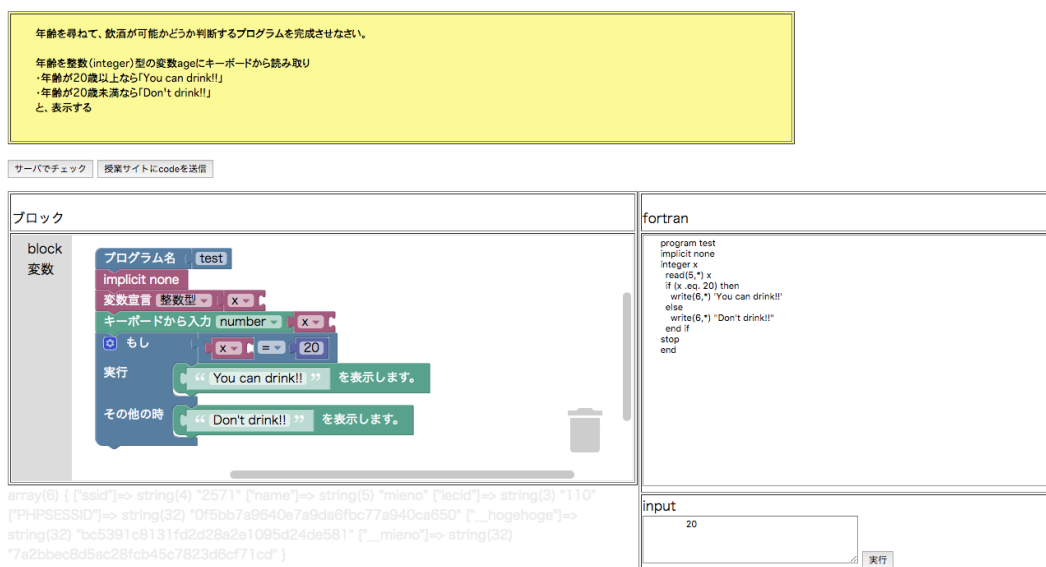 年齢を尋ねて、飲酒が可能かどうか判断するプログラムを完成させなさい。
年齢を整数(integer)型の変数ageにキーボードから読み取り
・年齢が20歳以上なら「You can drink!!」
・年齢が20歳未満なら「Don't drink!!」
と、表示する
サーバでチェック 授業サイトにcodeを送信
ブロック
block
変数
プログラム名 test
implicit none
変数宣言 整数型 x
キーボードから入力 number x
もし x = 20
実行 “ You can drink!! ” を表示します。
その他の時 “ Don't drink!! ” を表示します。
array(6) { ["ssid"]=> string(4) "2571" ["name"]=> string(5) "mieno" ["lecid"]=> string(3) "110"
["PHPSESSID"]=> string(32) "0f5bb7a9640e7a9da6fbc77a940ca650" ["__hogehoge"]=>
string(32) "bc5391c8131fd2d28a2e1095d24de581" ["__mieno"]=> string(32)
"7a2bbec8d5ac28fcb45c7823d6cf71cd" }
fortran
program test
implicit none
integer x
read(5,*) x
if (x .eq. 20) then
write(6,*) 'You can drink!!'
else
write(6,*) "Don't drink!!"
end if
stop
end
input
20
実行